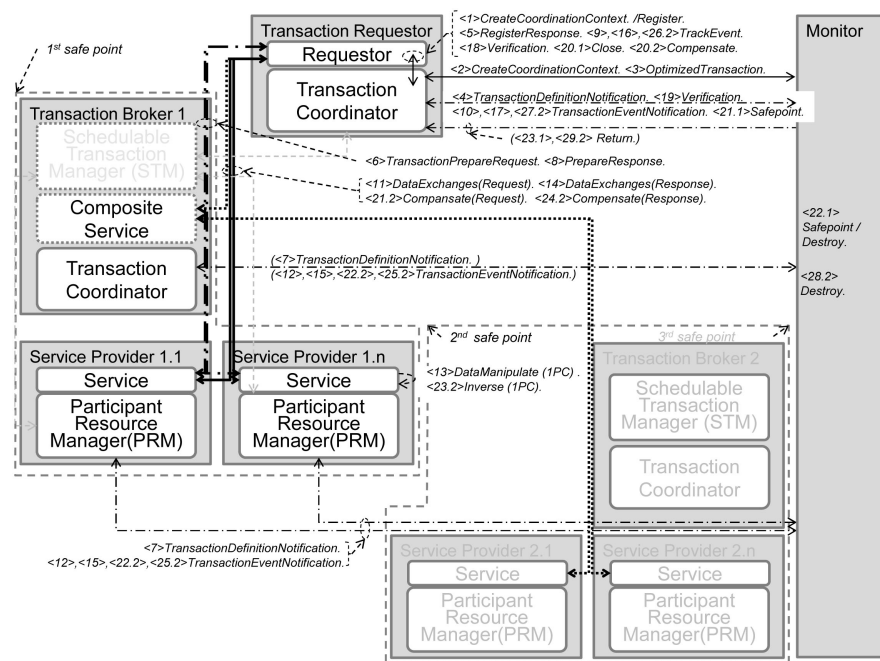 Transaction Requestor
Requestor
Transaction
Coordinator
<1>CreateCoordinationContext. /Register.
<5>RegisterResponse. <9>, <16>,<26.2>TrackEvent.
<18>Verification. <20.1>Close. <20.2>Compensate.
Monitor
<2>CreateCoordinationContext. <3>OptimizedTransaction.
<4>TransactionDefinitionNotification. <19>Verification.
<10>,<17>,<27.2>TransactionEventNotification. <21.1>Safepoint.
(<23.1>,<29.2> Return.)
1st safe point
Transaction Broker 1
Schedulable
Transaction
Manager (STM)
Composite
Service
Transaction
Coordinator
<6>TransactionPrepareRequest. <8>PrepareResponse.
<11>DataExchanges(Request). <14>DataExchanges(Response).
<21.2>Compansate(Request). <24.2>Compensate(Response).
(<7>TransactionDefinitionNotification. )
(<12>,<15>,<22.2>,<25.2>TransactionEventNotification.)
<22.1>
Safepoint /
Destroy.
<28.2>
Destroy.
2nd safe point
3rd safe point
Service Provider 1.1
Service
Participant
Resource
Manager(PRM)
Service Provider 1.n
Service
Participant
Resource
Manager(PRM)
<13>DataManipulate (1PC) .
<23.2>Inverse (1PC).
Transaction Broker 2
Schedulable
Transaction
Manager (STM)
Transaction
Coordinator
<7>TransactionDefinitionNotification.
<12>,<15>,<22.2>,<25.2>TransactionEventNotification.
Service Provider 2.1
Service
Participant
Resource
Manager(PRM)
Service Provider 2.n
Service
Participant
Resource
Manager(PRM)